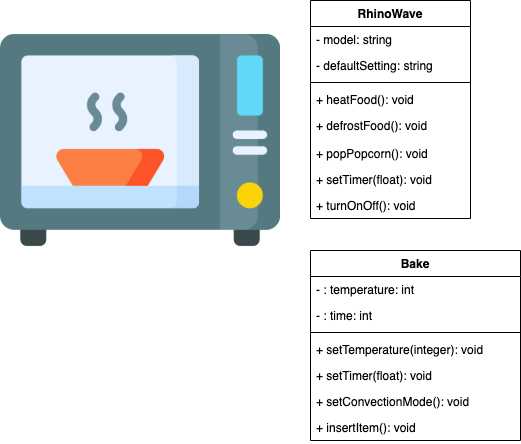 RhinoWave
- model: string
- defaultSetting: string
+ heatFood(): void
+ defrostFood(): void
+ popPopcorn(): void
+ setTimer(float): void
+ turnOnOff(): void
Bake
- : temperature: int
- : time: int
+ setTemperature(integer): void
+ setTimer(float): void
+ setConvectionMode(): void
+ insertItem(): void